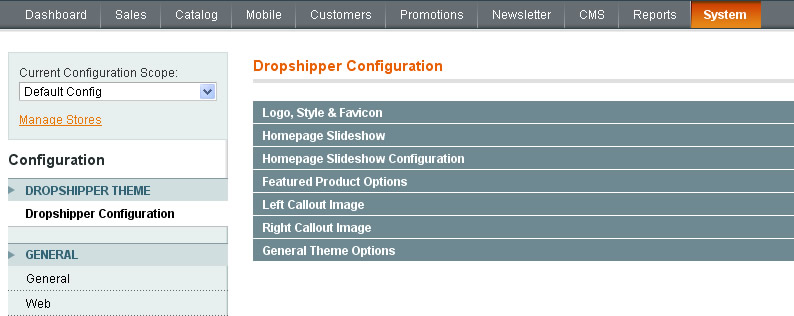 Dashboard Sales Catalog Mobile Customers Promotions Newsletter CMS Reports System
Current Configuration Scope:
Default Config
Manage Stores
Configuration
DROPSHIPPER THEME
Dropshipper Configuration
GENERAL
General
Web
Dropshipper Configuration
Logo, Style & Favicon
Homepage Slideshow
Homepage Slideshow Configuration
Featured Product Options
Left Callout Image
Right Callout Image
General Theme Options